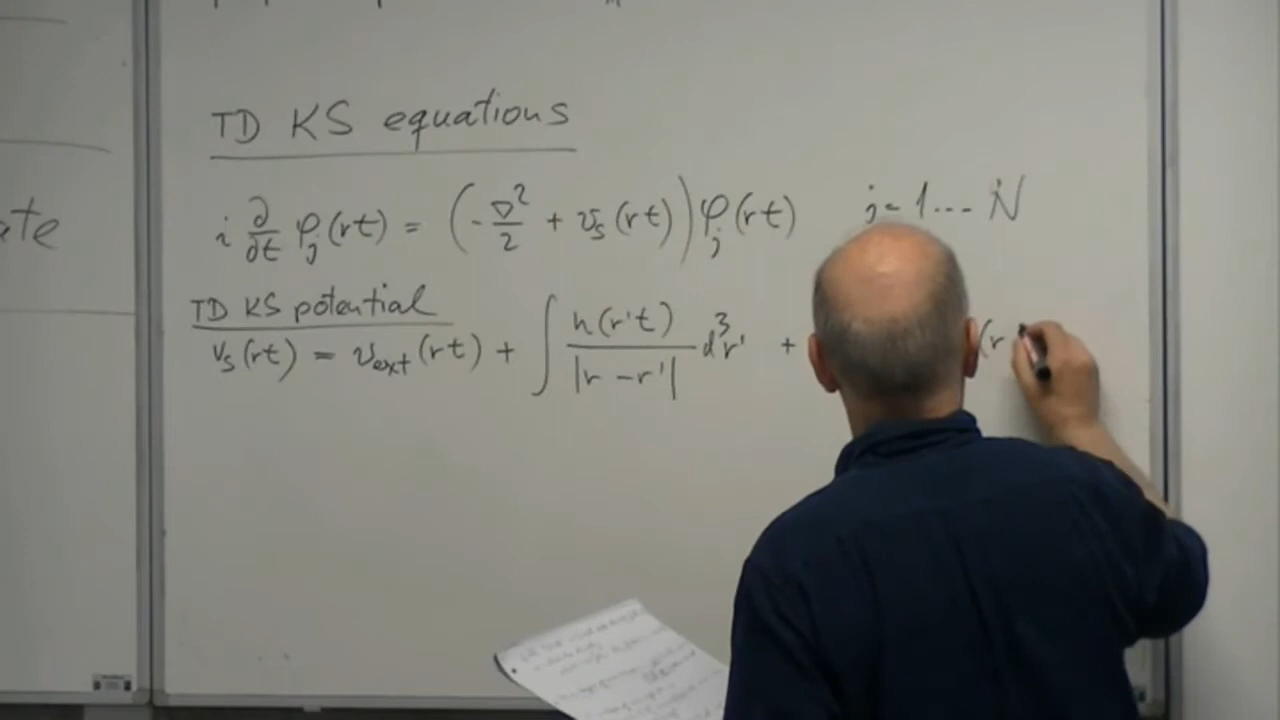 ate
TD KS equations
i ∂/∂t φj(rt) = (-∇²/2 + vs(rt)) φj(rt) j = 1 ... N
TD KS potential
vs(rt) = vext(rt) + ∫ n(r't)/|r - r'| d³r' + (r